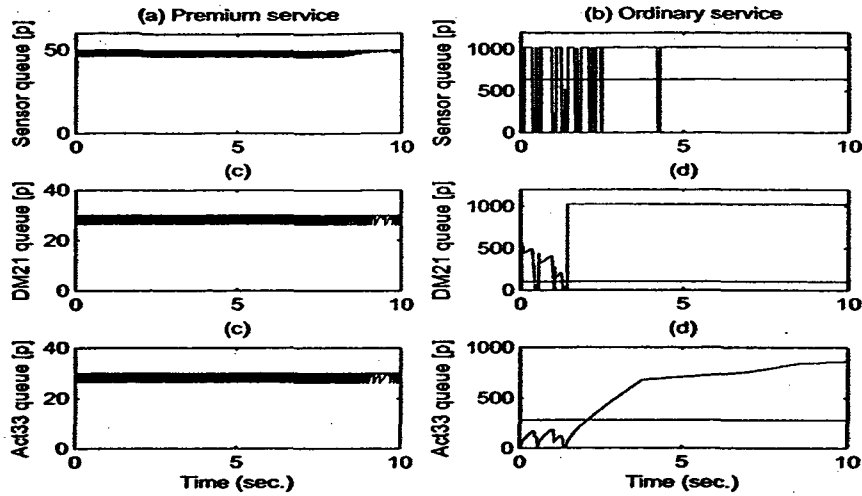 (a) Premium service
(b) Ordinary service
Sensor queue [p]
50
0
0
5
10
Sensor queue [p]
1000
500
0
0
5
10
(c)
(d)
DM21 queue [p]
40
20
0
0
5
10
DM21 queue [p]
1000
500
0
0
5
10
(c)
(d)
Act33 queue [p]
40
20
0
0
5
10
Time (sec.)
Act33 queue [p]
1000
500
0
0
5
10
Time (sec.)